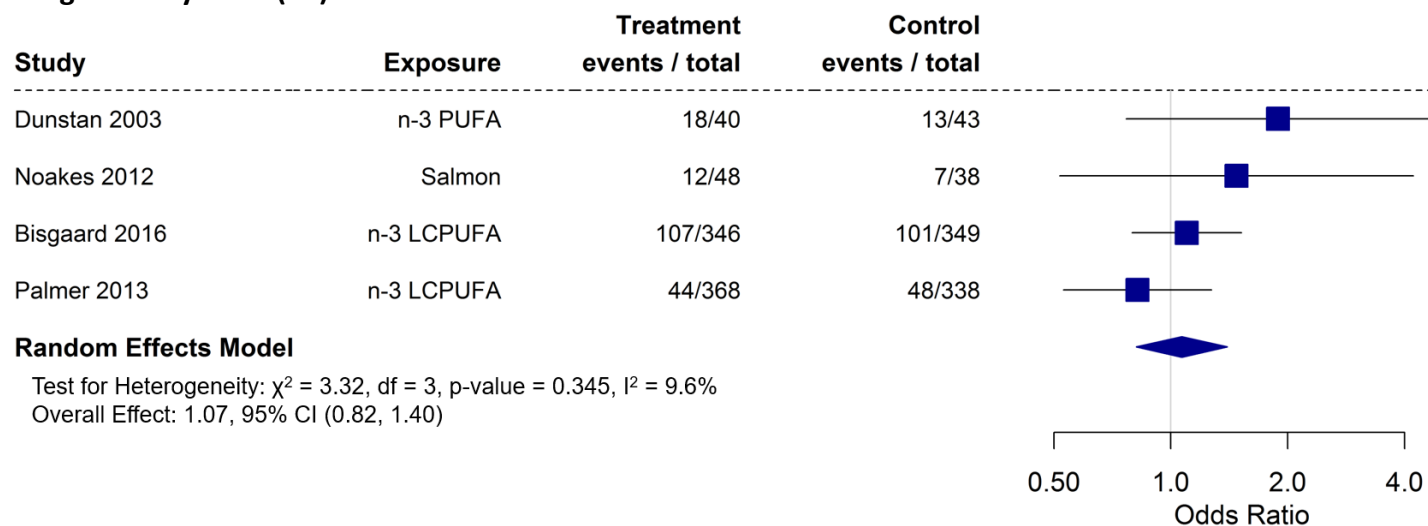 Treatment Control
Study Exposure events / total events / total
Dunstan 2003 n-3 PUFA 18/40 13/43
Noakes 2012 Salmon 12/48 7/38
Bisgaard 2016 n-3 LCPUFA 107/346 101/349
Palmer 2013 n-3 LCPUFA 44/368 48/338
Random Effects Model
Test for Heterogeneity: χ² = 3.32, df = 3, p-value = 0.345, I² = 9.6%
Overall Effect: 1.07, 95% CI (0.82, 1.40)
0.50 1.0 2.0 4.0
Odds Ratio